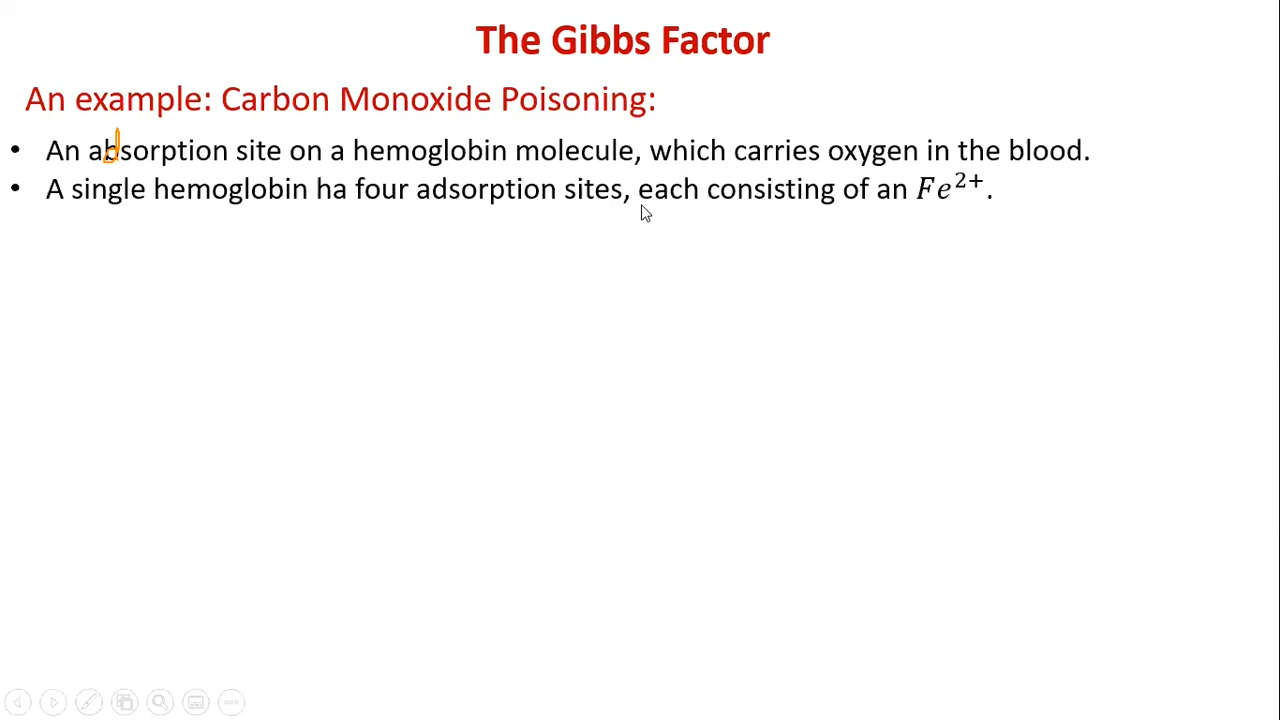 The Gibbs Factor
An example: Carbon Monoxide Poisoning:
• An absorption site on a hemoglobin molecule, which carries oxygen in the blood.
• A single hemoglobin ha four adsorption sites, each consisting of an Fe²⁺.